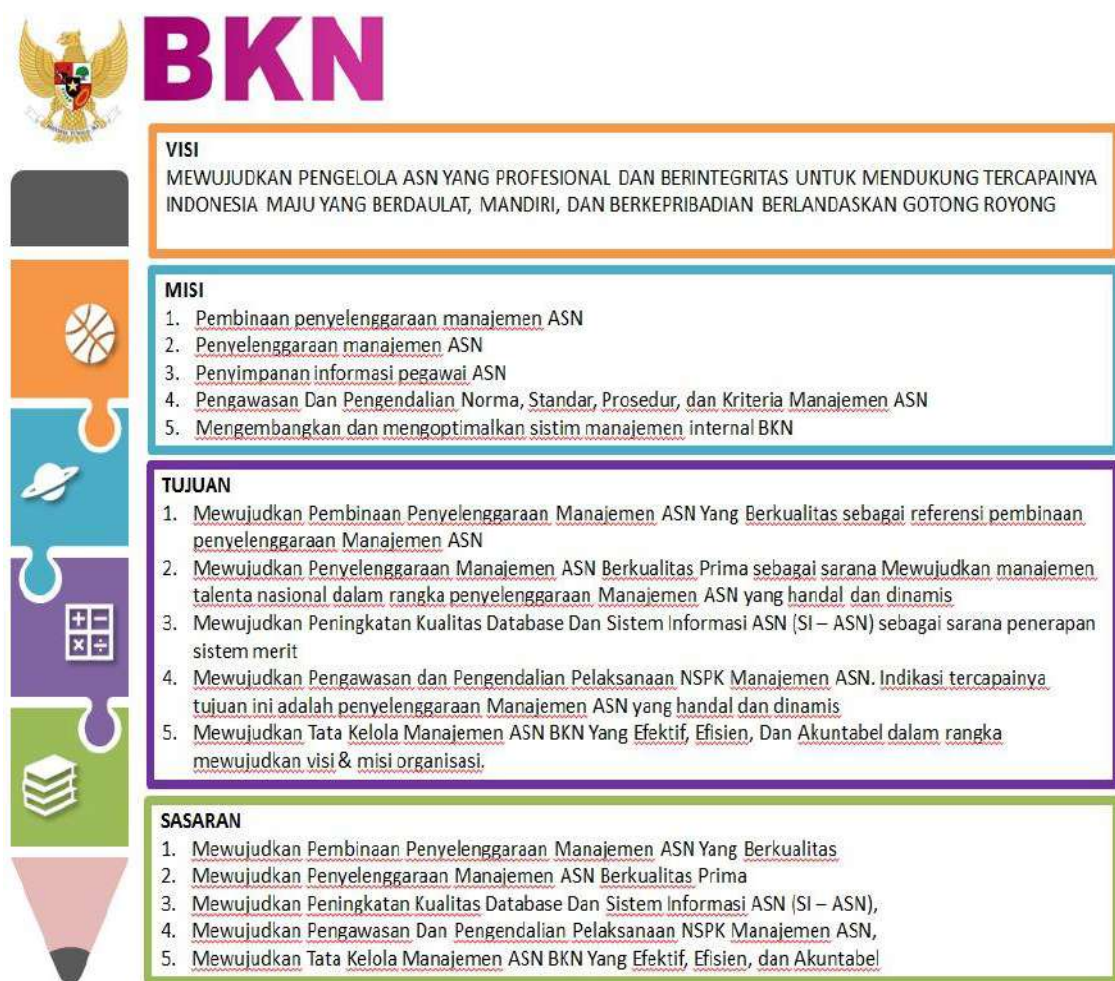 BKN
VISI
MEWUJUDKAN PENGELOLA ASN YANG PROFESIONAL DAN BERINTEGRITAS UNTUK MENDUKUNG TERCAPAINYA
INDONESIA MAJU YANG BERDAULAT, MANDIRI, DAN BERKEPRIBADIAN BERLANDASKAN GOTONG ROYONG
MISI
1. Pembinaan penyelenggaraan manajemen ASN
2. Penyelenggaraan manajemen ASN
3. Penyimpanan informasi pegawai ASN
4. Pengawasan Dan Pengendalian Norma, Standar, Prosedur, dan Kriteria Manajemen ASN
5. Mengembangkan dan mengoptimalkan sistim manajemen internal BKN
TUJUAN
1. Mewujudkan Pembinaan Penyelenggaraan Manajemen ASN Yang Berkualitas sebagai referensi pembinaan
penyelenggaraan Manajemen ASN
2. Mewujudkan Penyelenggaraan Manajemen ASN Berkualitas Prima sebagai sarana Mewujudkan manajemen
talenta nasional dalam rangka penyelenggaraan Manajemen ASN yang handal dan dinamis
3. Mewujudkan Peningkatan Kualitas Database Dan Sistem Informasi ASN (SI – ASN) sebagai sarana penerapan
sistem merit
4. Mewujudkan Pengawasan dan Pengendalian Pelaksanaan NSPK Manajemen ASN. Indikasi tercapainya
tujuan ini adalah penyelenggaraan Manajemen ASN yang handal dan dinamis
5. Mewujudkan Tata Kelola Manajemen ASN BKN Yang Efektif, Efisien, Dan Akuntabel dalam rangka
mewujudkan visi & misi organisasi.
SASARAN
1. Mewujudkan Pembinaan Penyelenggaraan Manajemen ASN Yang Berkualitas
2. Mewujudkan Penyelenggaraan Manajemen ASN Berkualitas Prima
3. Mewujudkan Peningkatan Kualitas Database Dan Sistem Informasi ASN (SI – ASN),
4. Mewujudkan Pengawasan Dan Pengendalian Pelaksanaan NSPK Manajemen ASN,
5. Mewujudkan Tata Kelola Manajemen ASN BKN Yang Efektif, Efisien, dan Akuntabel